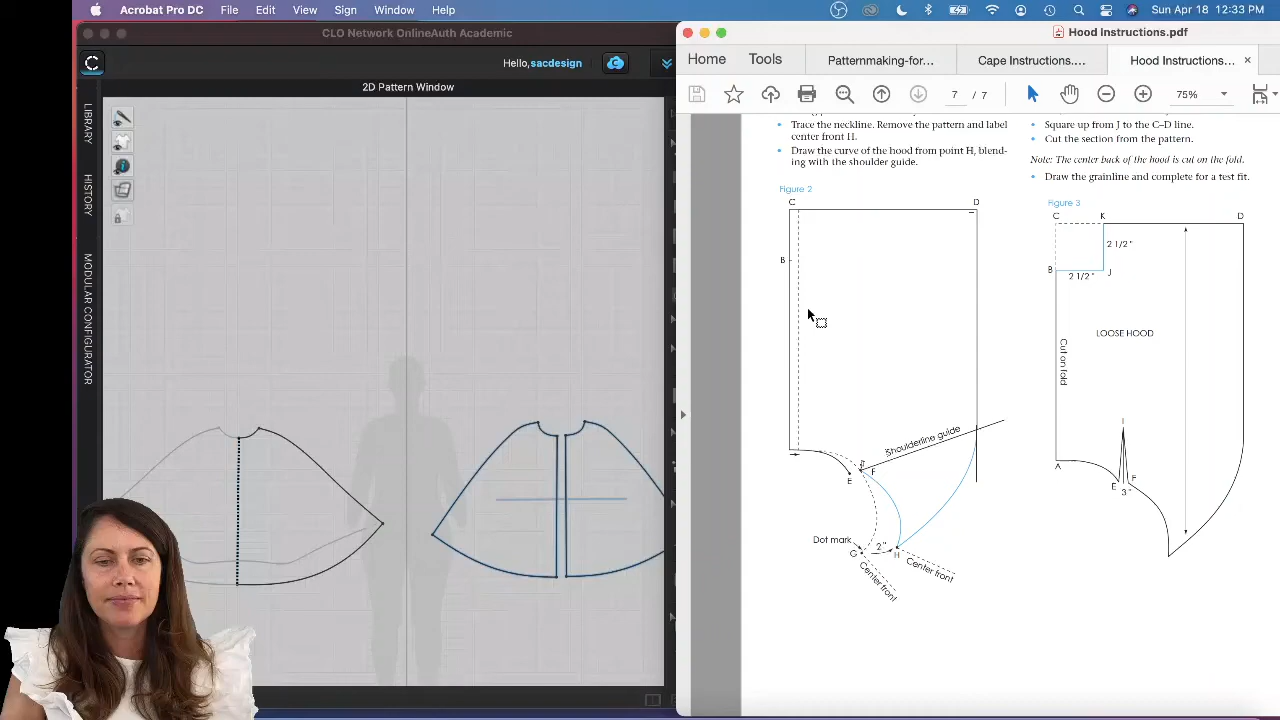 Acrobat Pro DC File Edit View Sign Window Help
Sun Apr 18 12:33 PM
CLO Network OnlineAuth Academic
Hello,sacdesign
2D Pattern Window
LIBRARY
HISTORY
MODULAR CONFIGURATOR
Hood Instructions.pdf
Home Tools Patternmaking-for... Cape Instructions.... Hood Instructions... ×
7 / 7 75%
• Trace the neckline. Remove the pattern and label
center front H.
• Draw the curve of the hood from point H, blend-
ing with the shoulder guide.
• Square up from J to the C–D line.
• Cut the section from the pattern.
Note: The center back of the hood is cut on the fold.
• Draw the grainline and complete for a test fit.
Figure 2
C D
B
Shoulderline guide
F
E
Dot mark
2"
H
Center front
Center front
Figure 3
C K D
2 1/2"
B J
2 1/2"
LOOSE HOOD
Cut on fold
I
A
E F
3"